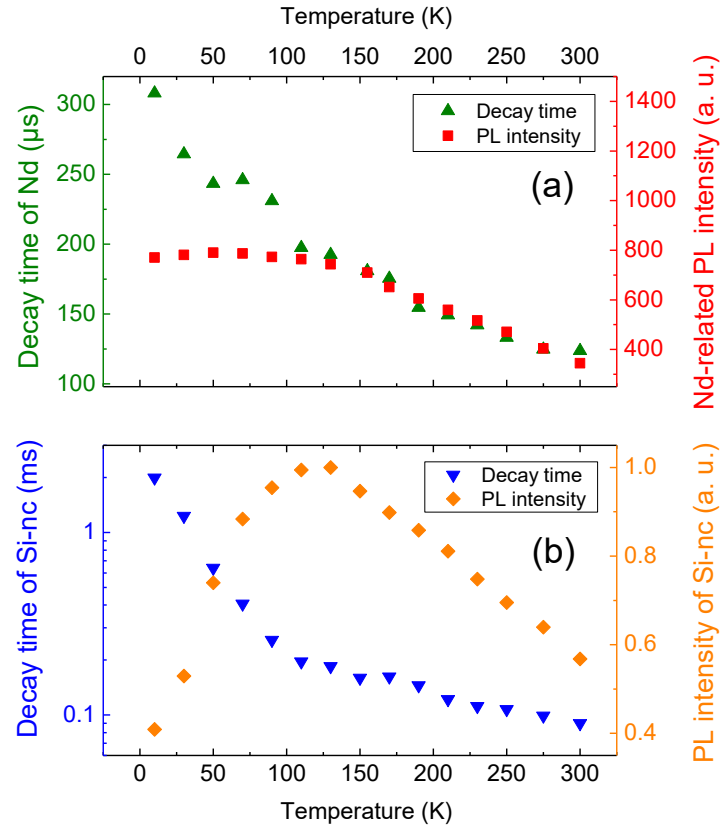 Temperature (K)
0 50 100 150 200 250 300
Decay time of Nd (μs)
300
250
200
150
100
Decay time
PL intensity
(a)
1400
1200
1000
800
600
400
Nd-related PL intensity (a. u.)
Decay time of Si-nc (ms)
1
0.1
Decay time
PL intensity
(b)
1.0
0.8
0.6
0.4
PL intensity of Si-nc (a. u.)
0 50 100 150 200 250 300
Temperature (K)